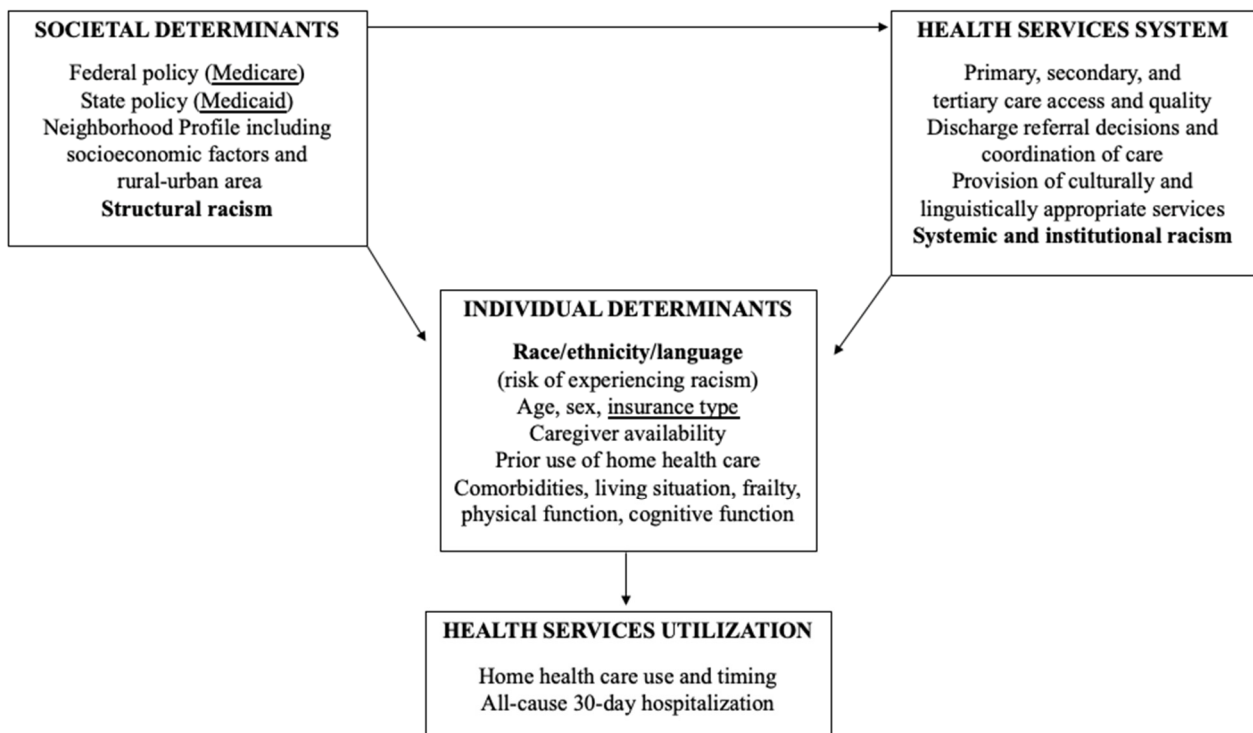 SOCIETAL DETERMINANTS
Federal policy (Medicare)
State policy (Medicaid)
Neighborhood Profile including
socioeconomic factors and
rural-urban area
Structural racism
HEALTH SERVICES SYSTEM
Primary, secondary, and
tertiary care access and quality
Discharge referral decisions and
coordination of care
Provision of culturally and
linguistically appropriate services
Systemic and institutional racism
INDIVIDUAL DETERMINANTS
Race/ethnicity/language
(risk of experiencing racism)
Age, sex, insurance type
Caregiver availability
Prior use of home health care
Comorbidities, living situation, frailty,
physical function, cognitive function
HEALTH SERVICES UTILIZATION
Home health care use and timing
All-cause 30-day hospitalization